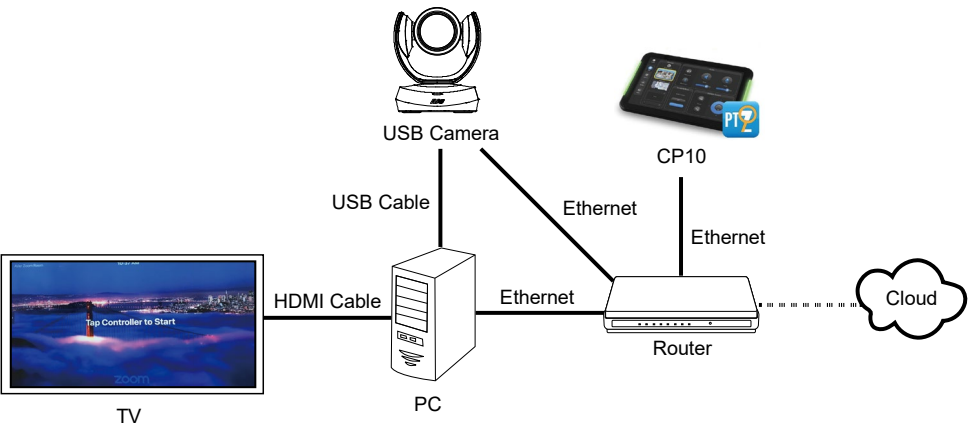 PTZ
USB Camera
CP10
USB Cable
Ethernet
Ethernet
HDMI Cable
Ethernet
Tap Controller to Start
zoom
Cloud
Router
PC
TV